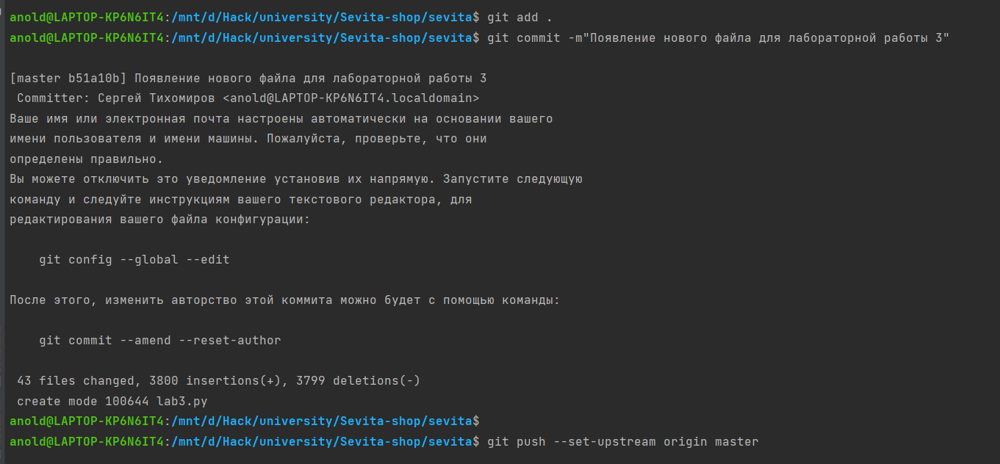 anold@LAPTOP-KP6N6IT4:/mnt/d/Hack/university/Sevita-shop/sevita$ git add .
anold@LAPTOP-KP6N6IT4:/mnt/d/Hack/university/Sevita-shop/sevita$ git commit -m"Появление нового файла для лабораторной работы 3"
[master b51a10b] Появление нового файла для лабораторной работы 3
Committer: Сергей Тихомиров <anold@LAPTOP-KP6N6IT4.localdomain>
Ваше имя или электронная почта настроены автоматически на основании вашего
имени пользователя и имени машины. Пожалуйста, проверьте, что они
определены правильно.
Вы можете отключить это уведомление установив их напрямую. Запустите следующую
команду и следуйте инструкциям вашего текстового редактора, для
редактирования вашего файла конфигурации:
git config --global --edit
После этого, изменить авторство этой коммита можно будет с помощью команды:
git commit --amend --reset-author
43 files changed, 3800 insertions(+), 3799 deletions(-)
create mode 100644 lab3.py
anold@LAPTOP-KP6N6IT4:/mnt/d/Hack/university/Sevita-shop/sevita$
anold@LAPTOP-KP6N6IT4:/mnt/d/Hack/university/Sevita-shop/sevita$ git push --set-upstream origin master